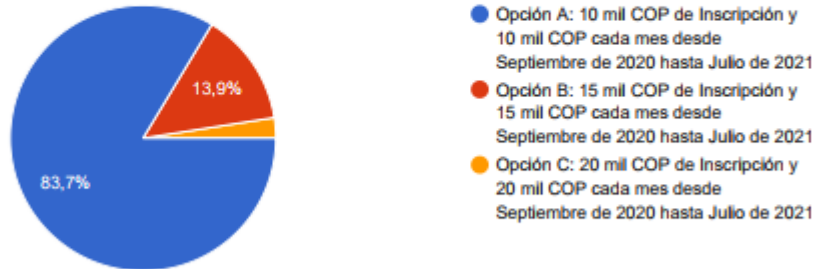 13,9%
83,7%
Opción A: 10 mil COP de Inscripción y
10 mil COP cada mes desde
Septiembre de 2020 hasta Julio de 2021
Opción B: 15 mil COP de Inscripción y
15 mil COP cada mes desde
Septiembre de 2020 hasta Julio de 2021
Opción C: 20 mil COP de Inscripción y
20 mil COP cada mes desde
Septiembre de 2020 hasta Julio de 2021